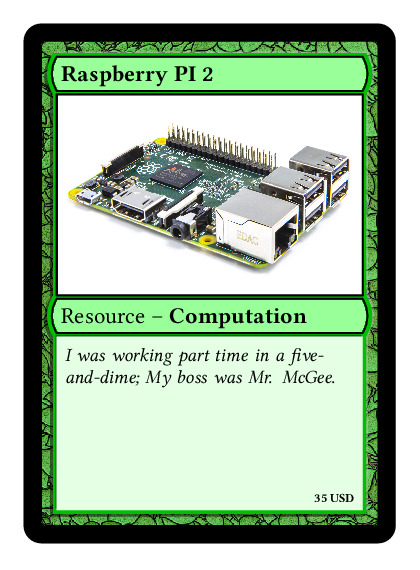 Raspberry PI 2
Resource – Computation
I was working part time in a five-
and-dime; My boss was Mr. McGee.
35 USD